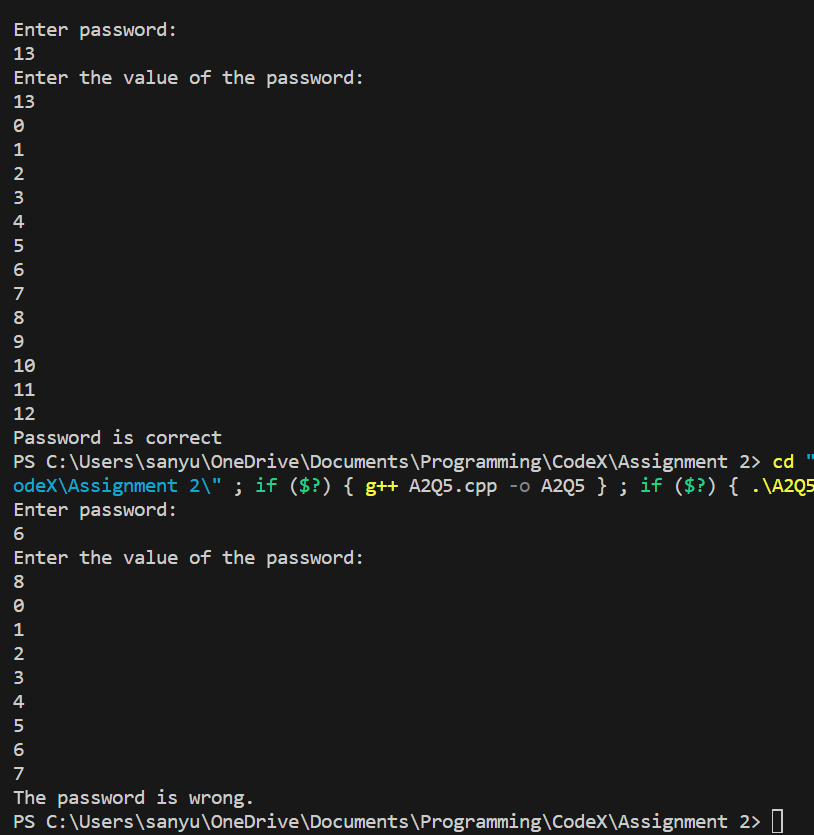 Enter password:
13
Enter the value of the password:
13
0
1
2
3
4
5
6
7
8
9
10
11
12
Password is correct
PS C:\Users\sanyu\OneDrive\Documents\Programming\CodeX\Assignment 2> cd "
odeX\Assignment 2\" ; if ($?) { g++ A2Q5.cpp -o A2Q5 } ; if ($?) { .\A2Q5
Enter password:
6
Enter the value of the password:
8
0
1
2
3
4
5
6
7
The password is wrong.
PS C:\Users\sanyu\OneDrive\Documents\Programming\CodeX\Assignment 2>